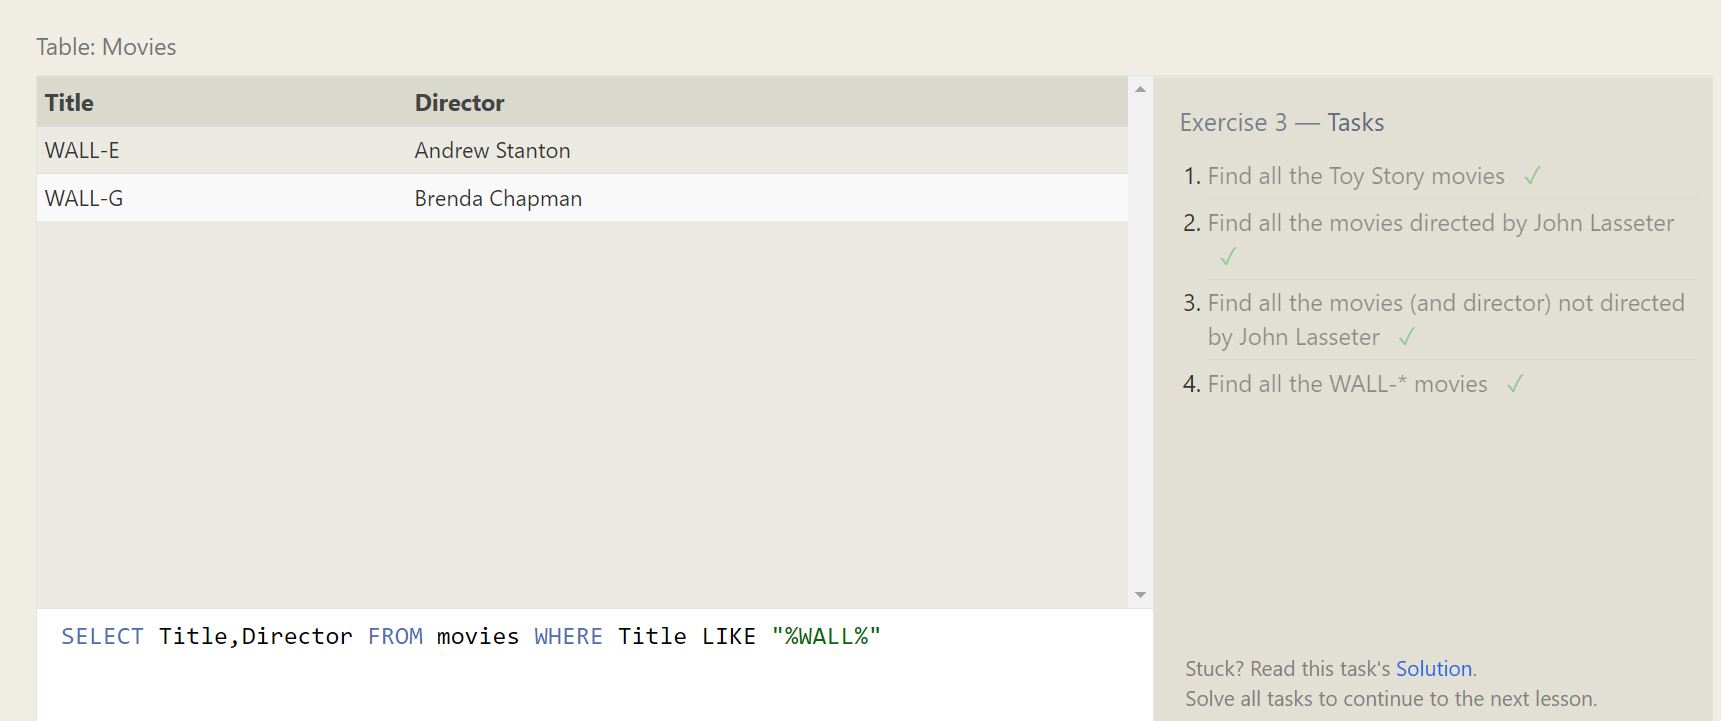 Table: Movies
Title Director
WALL-E Andrew Stanton
WALL-G Brenda Chapman
SELECT Title,Director FROM movies WHERE Title LIKE "%WALL%"
Exercise 3 — Tasks
1. Find all the Toy Story movies ✓
2. Find all the movies directed by John Lasseter
✓
3. Find all the movies (and director) not directed
by John Lasseter ✓
4. Find all the WALL-* movies ✓
Stuck? Read this task's Solution.
Solve all tasks to continue to the next lesson.